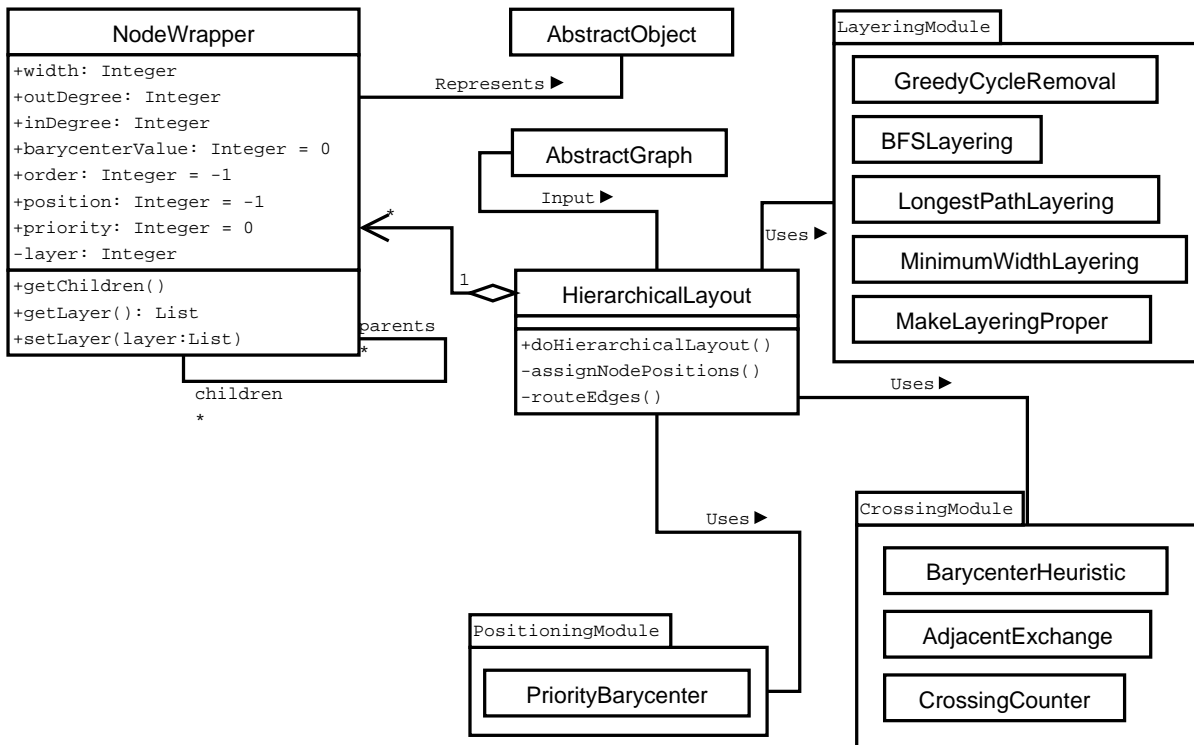 NodeWrapper
+width: Integer
+outDegree: Integer
+inDegree: Integer
+barycenterValue: Integer = 0
+order: Integer = -1
+position: Integer = -1
+priority: Integer = 0
-layer: Integer
+getChildren()
+getLayer(): List
+setLayer(layer:List)
parents
*
children
*
AbstractObject
Represents ►
AbstractGraph
Input ►
*
1
HierarchicalLayout
+doHierarchicalLayout()
-assignNodePositions()
-routeEdges()
Uses ►
LayeringModule
GreedyCycleRemoval
BFSLayering
LongestPathLayering
MinimumWidthLayering
MakeLayeringProper
Uses ►
CrossingModule
BarycenterHeuristic
AdjacentExchange
CrossingCounter
Uses ►
PositioningModule
PriorityBarycenter